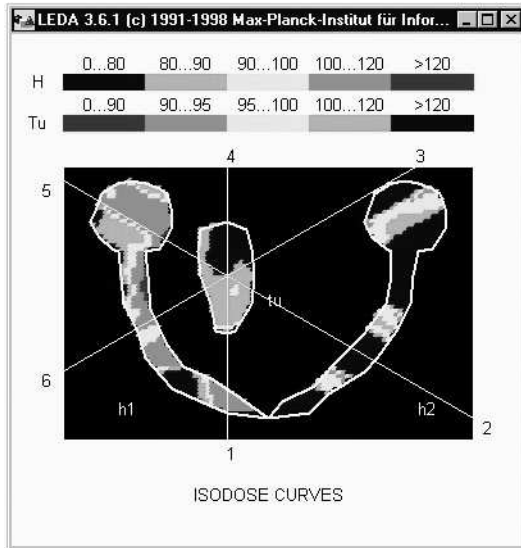 LEDA 3.6.1 (c) 1991-1998 Max-Planck-Institut für Infor...
0...80 80...90 90...100 100...120 >120
H
0...90 90...95 95...100 100...120 >120
Tu
4 3
5
tu
6
h1 h2
2
1
ISODOSE CURVES